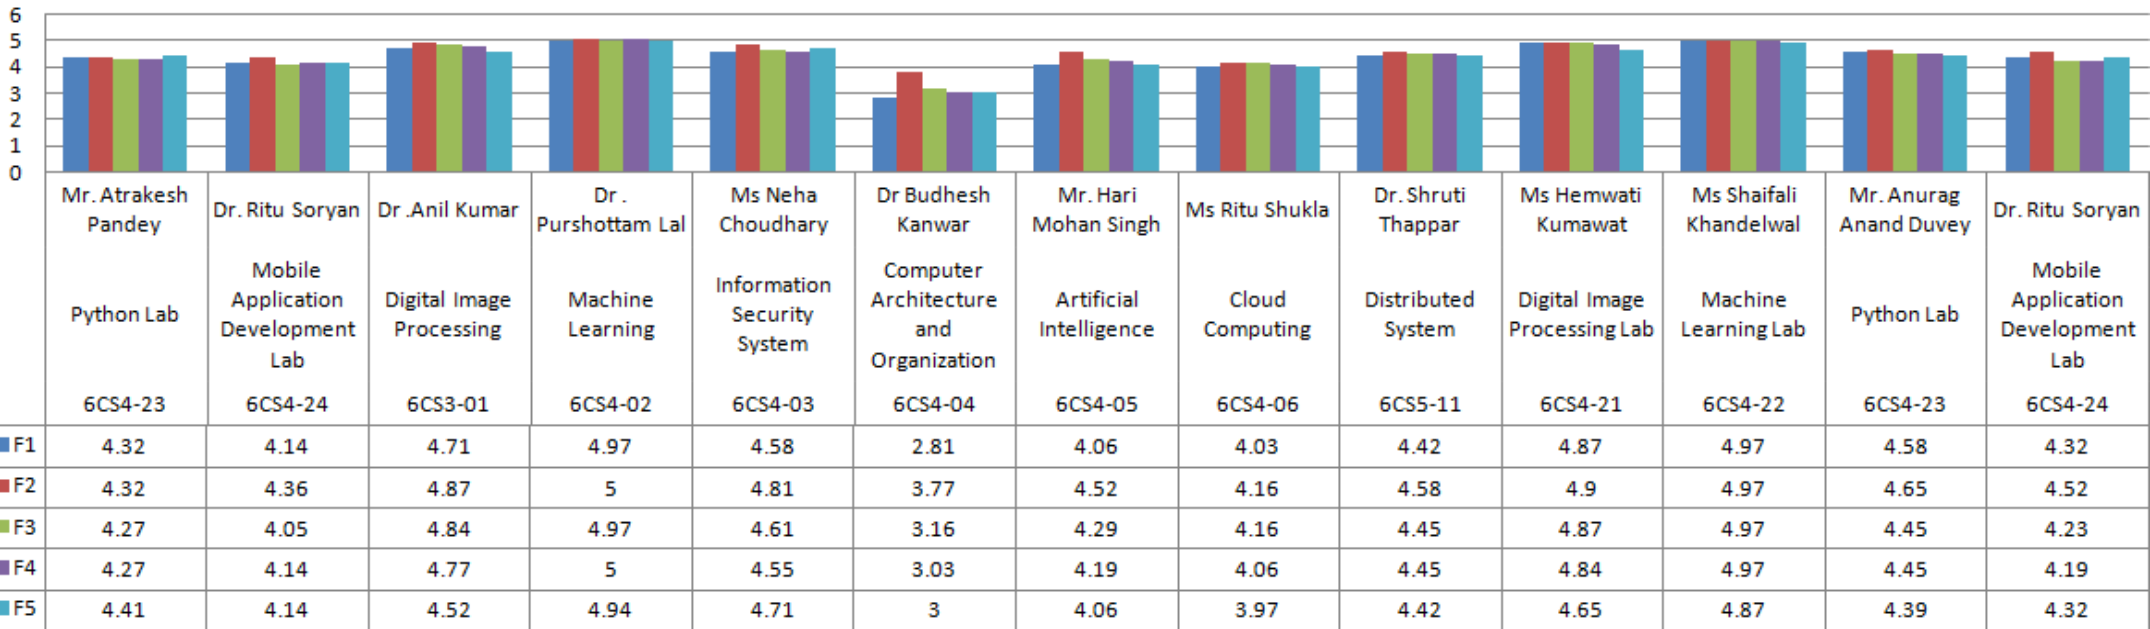 6
5
4
3
2
1
0
Mr. Atrakesh Pandey
Dr. Ritu Soryan
Dr .Anil Kumar
Dr . Purshottam Lal
Ms Neha Choudhary
Dr Budhesh Kanwar
Mr. Hari Mohan Singh
Ms Ritu Shukla
Dr. Shruti Thappar
Ms Hemwati Kumawat
Ms Shaifali Khandelwal
Mr. Anurag Anand Duvey
Dr. Ritu Soryan
Python Lab
Mobile Application Development Lab
Digital Image Processing
Machine Learning
Information Security System
Computer Architecture and Organization
Artificial Intelligence
Cloud Computing
Distributed System
Digital Image Processing Lab
Machine Learning Lab
Python Lab
Mobile Application Development Lab
6CS4-23 6CS4-24 6CS3-01 6CS4-02 6CS4-03 6CS4-04 6CS4-05 6CS4-06 6CS5-11 6CS4-21 6CS4-22 6CS4-23 6CS4-24
F1 4.32 4.14 4.71 4.97 4.58 2.81 4.06 4.03 4.42 4.87 4.97 4.58 4.32
F2 4.32 4.36 4.87 5 4.81 3.77 4.52 4.16 4.58 4.9 4.97 4.65 4.52
F3 4.27 4.05 4.84 4.97 4.61 3.16 4.29 4.16 4.45 4.87 4.97 4.45 4.23
F4 4.27 4.14 4.77 5 4.55 3.03 4.19 4.06 4.45 4.84 4.97 4.45 4.19
F5 4.41 4.14 4.52 4.94 4.71 3 4.06 3.97 4.42 4.65 4.87 4.39 4.32